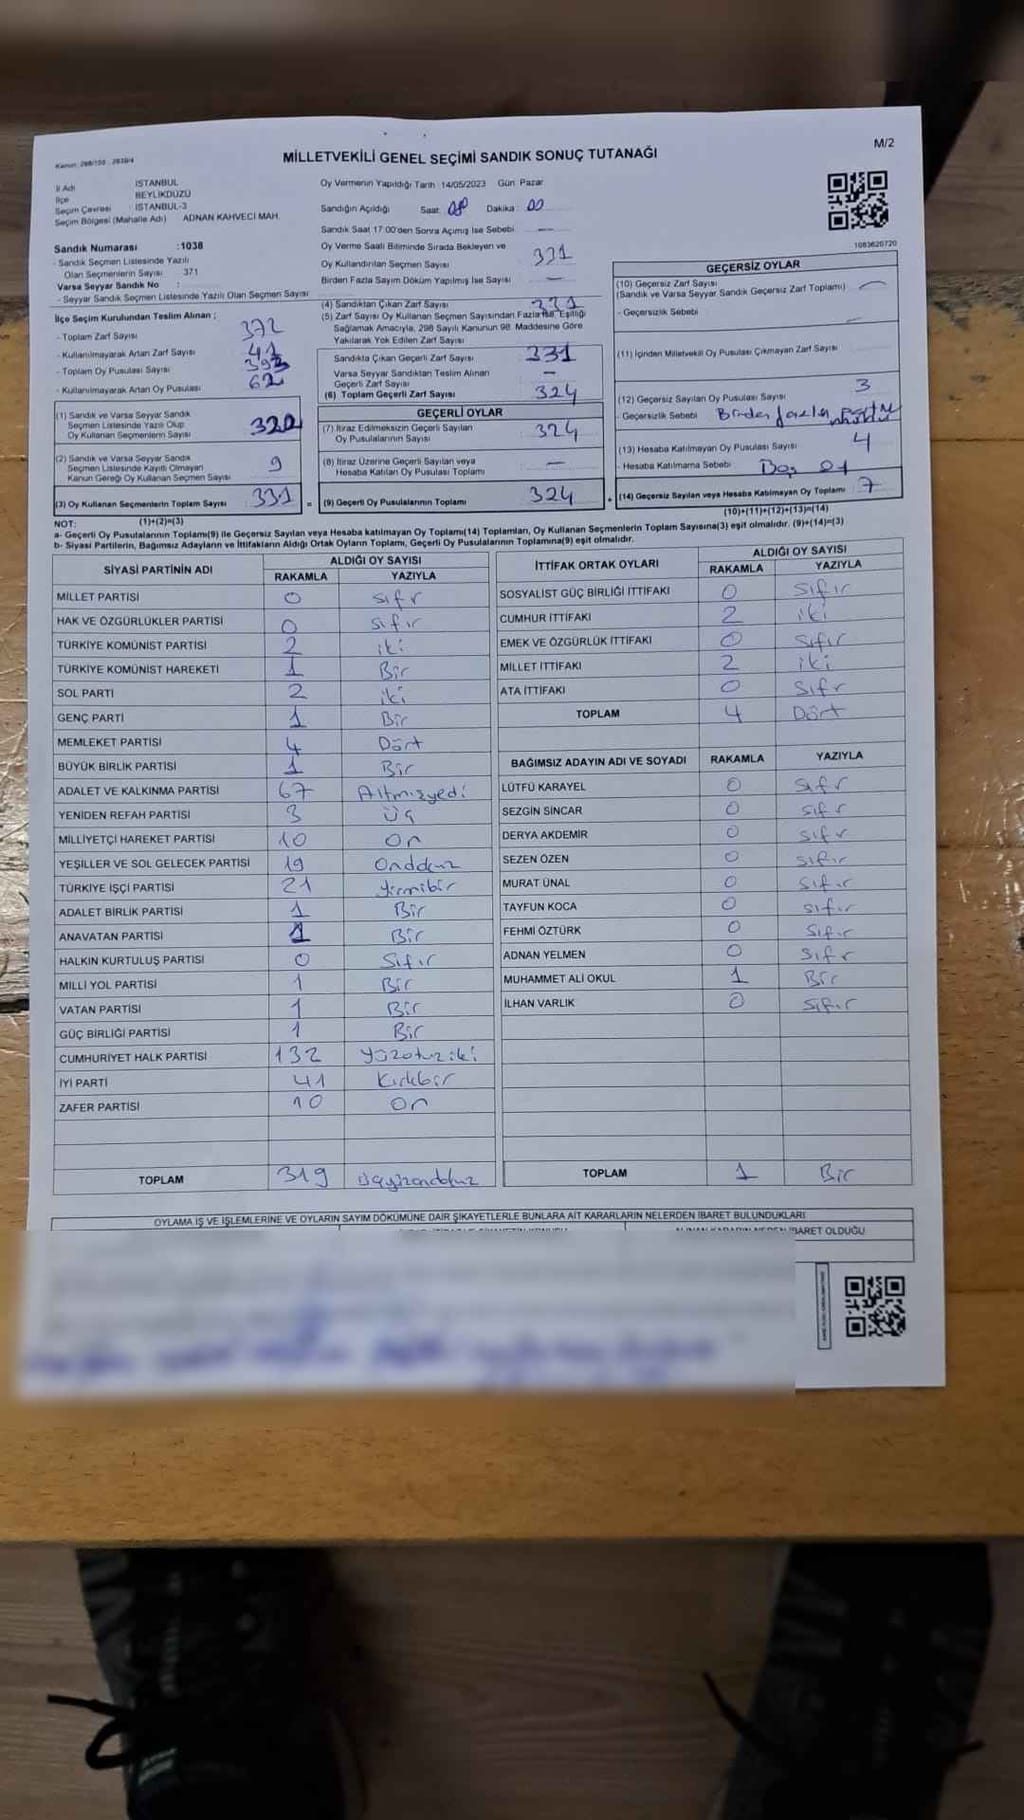 Kanun: 298/105 - 2839/4
MİLLETVEKİLİ GENEL SEÇİMİ SANDIK SONUÇ TUTANAĞI
M/2
İl Adı İSTANBUL
İlçe BEYLİKDÜZÜ
Seçim Çevresi İSTANBUL-3
Seçim Bölgesi (Mahalle Adı) ADNAN KAHVECİ MAH.
Sandık Numarası :1038
- Sandık Seçmen Listesinde Yazılı
Olan Seçmenlerin Sayısı 371
Varsa Seyyar Sandık No :
- Seyyar Sandık Seçmen Listesinde Yazılı Olan Seçmen Sayısı
Oy Vermenin Yapıldığı Tarih 14/05/2023 Gün Pazar
Sandığın Açıldığı Saat 08 Dakika 00
Sandık Saat 17.00'den Sonra Açılmış İse Sebebi —
Oy Verme Saati Bitiminde Sırada Bekleyen ve
Oy Kullandırılan Seçmen Sayısı 331
Birden Fazla Sayım Döküm Yapılmış İse Sayısı —
1083620720
İlçe Seçim Kurulundan Teslim Alınan ;
- Toplam Zarf Sayısı 372
- Kullanılmayarak Artan Zarf Sayısı 41
- Toplam Oy Pusulası Sayısı 393
- Kullanılmayarak Artan Oy Pusulası 62
(1) Sandık ve Varsa Seyyar Sandık
Seçmen Listesinde Yazılı Olup
Oy Kullanan Seçmenlerin Sayısı 322
(2) Sandık ve Varsa Seyyar Sandık
Seçmen Listesinde Kayıtlı Olmayan
Kanun Gereği Oy Kullanan Seçmen Sayısı 9
(3) Oy Kullanan Seçmenlerin Toplam Sayısı 331
(1)+(2)=(3)
(4) Sandıktan Çıkan Zarf Sayısı 331
(5) Zarf Sayısı Oy Kullanan Seçmen Sayısından Fazla İse, Eşitliği
Sağlamak Amacıyla, 298 Sayılı Kanunun 98. Maddesine Göre
Yakılarak Yok Edilen Zarf Sayısı
Sandıkta Çıkan Geçerli Zarf Sayısı 331
Varsa Seyyar Sandıktan Teslim Alınan
Geçerli Zarf Sayısı —
(6) Toplam Geçerli Zarf Sayısı 324
GEÇERLİ OYLAR
(7) İtiraz Edilmeksizin Geçerli Sayılan
Oy Pusulalarının Sayısı 324
(8) İtiraz Üzerine Geçerli Sayılan veya
Hesaba Katılan Oy Pusulası Toplamı —
= (9) Geçerli Oy Pusulalarının Toplamı 324
GEÇERSİZ OYLAR
(10) Geçersiz Zarf Sayısı
(Sandık ve Varsa Seyyar Sandık Geçersiz Zarf Toplamı) —
- Geçersizlik Sebebi —
(11) İçinden Milletvekili Oy Pusulası Çıkmayan Zarf Sayısı
(12) Geçersiz Sayılan Oy Pusulası Sayısı 3
- Geçersizlik Sebebi Birden fazla
(13) Hesaba Katılmayan Oy Pusulası Sayısı 4
- Hesaba Katılmama Sebebi Boş
+ (14) Geçersiz Sayılan veya Hesaba Katılmayan Oy Toplamı 7
(10)+(11)+(12)+(13)=(14)
NOT:
a- Geçerli Oy Pusulalarının Toplamı(9) ile Geçersiz Sayılan veya Hesaba katılmayan Oy Toplamı(14) Toplamları, Oy Kullanan Seçmenlerin Toplam Sayısına(3) eşit olmalıdır. (9)+(14)=(3)
b- Siyasi Partilerin, Bağımsız Adayların ve İttifakların Aldığı Ortak Oyların Toplamı, Geçerli Oy Pusulalarının Toplamına(9) eşit olmalıdır.
SİYASİ PARTİNİN ADI ALDIĞI OY SAYISI
RAKAMLA YAZIYLA
MİLLET PARTİSİ 0 Sıfır
HAK VE ÖZGÜRLÜKLER PARTİSİ 0 Sıfır
TÜRKİYE KOMÜNİST PARTİSİ 2 iki
TÜRKİYE KOMÜNİST HAREKETİ 1 Bir
SOL PARTİ 2 iki
GENÇ PARTİ 1 Bir
MEMLEKET PARTİSİ 4 Dört
BÜYÜK BİRLİK PARTİSİ 1 Bir
ADALET VE KALKINMA PARTİSİ 67 Altmışyedi
YENİDEN REFAH PARTİSİ 3 Üç
MİLLİYETÇİ HAREKET PARTİSİ 10 On
YEŞİLLER VE SOL GELECEK PARTİSİ 19 Ondokuz
TÜRKİYE İŞÇİ PARTİSİ 21 Yirmibir
ADALET BİRLİK PARTİSİ 1 Bir
ANAVATAN PARTİSİ 1 Bir
HALKIN KURTULUŞ PARTİSİ 0 Sıfır
MİLLİ YOL PARTİSİ 1 Bir
VATAN PARTİSİ 1 Bir
GÜÇ BİRLİĞİ PARTİSİ 1 Bir
CUMHURİYET HALK PARTİSİ 132 Yüzotuziki
İYİ PARTİ 41 Kırkbir
ZAFER PARTİSİ 10 On
TOPLAM 319 Üçyüzondokuz
İTTİFAK ORTAK OYLARI ALDIĞI OY SAYISI
RAKAMLA YAZIYLA
SOSYALİST GÜÇ BİRLİĞİ İTTİFAKI 0 Sıfır
CUMHUR İTTİFAKI 2 iki
EMEK VE ÖZGÜRLÜK İTTİFAKI 0 Sıfır
MİLLET İTTİFAKI 2 iki
ATA İTTİFAKI 0 Sıfır
TOPLAM 4 Dört
BAĞIMSIZ ADAYIN ADI VE SOYADI RAKAMLA YAZIYLA
LÜTFÜ KARAYEL 0 Sıfır
SEZGİN SİNCAR 0 Sıfır
DERYA AKDEMİR 0 Sıfır
SEZEN ÖZEN 0 Sıfır
MURAT ÜNAL 0 Sıfır
TAYFUN KOCA 0 Sıfır
FEHMİ ÖZTÜRK 0 Sıfır
ADNAN YELMEN 0 Sıfır
MUHAMMET ALİ OKUL 1 Bir
İLHAN VARLIK 0 Sıfır
TOPLAM 1 Bir
OYLAMA İŞ VE İŞLEMLERİNE VE OYLARIN SAYIM DÖKÜMÜNE DAİR ŞİKAYETLERLE BUNLARA AİT KARARLARIN NELERDEN İBARET BULUNDUKLARI
ALINAN KARARIN NEDEN İBARET OLDUĞU